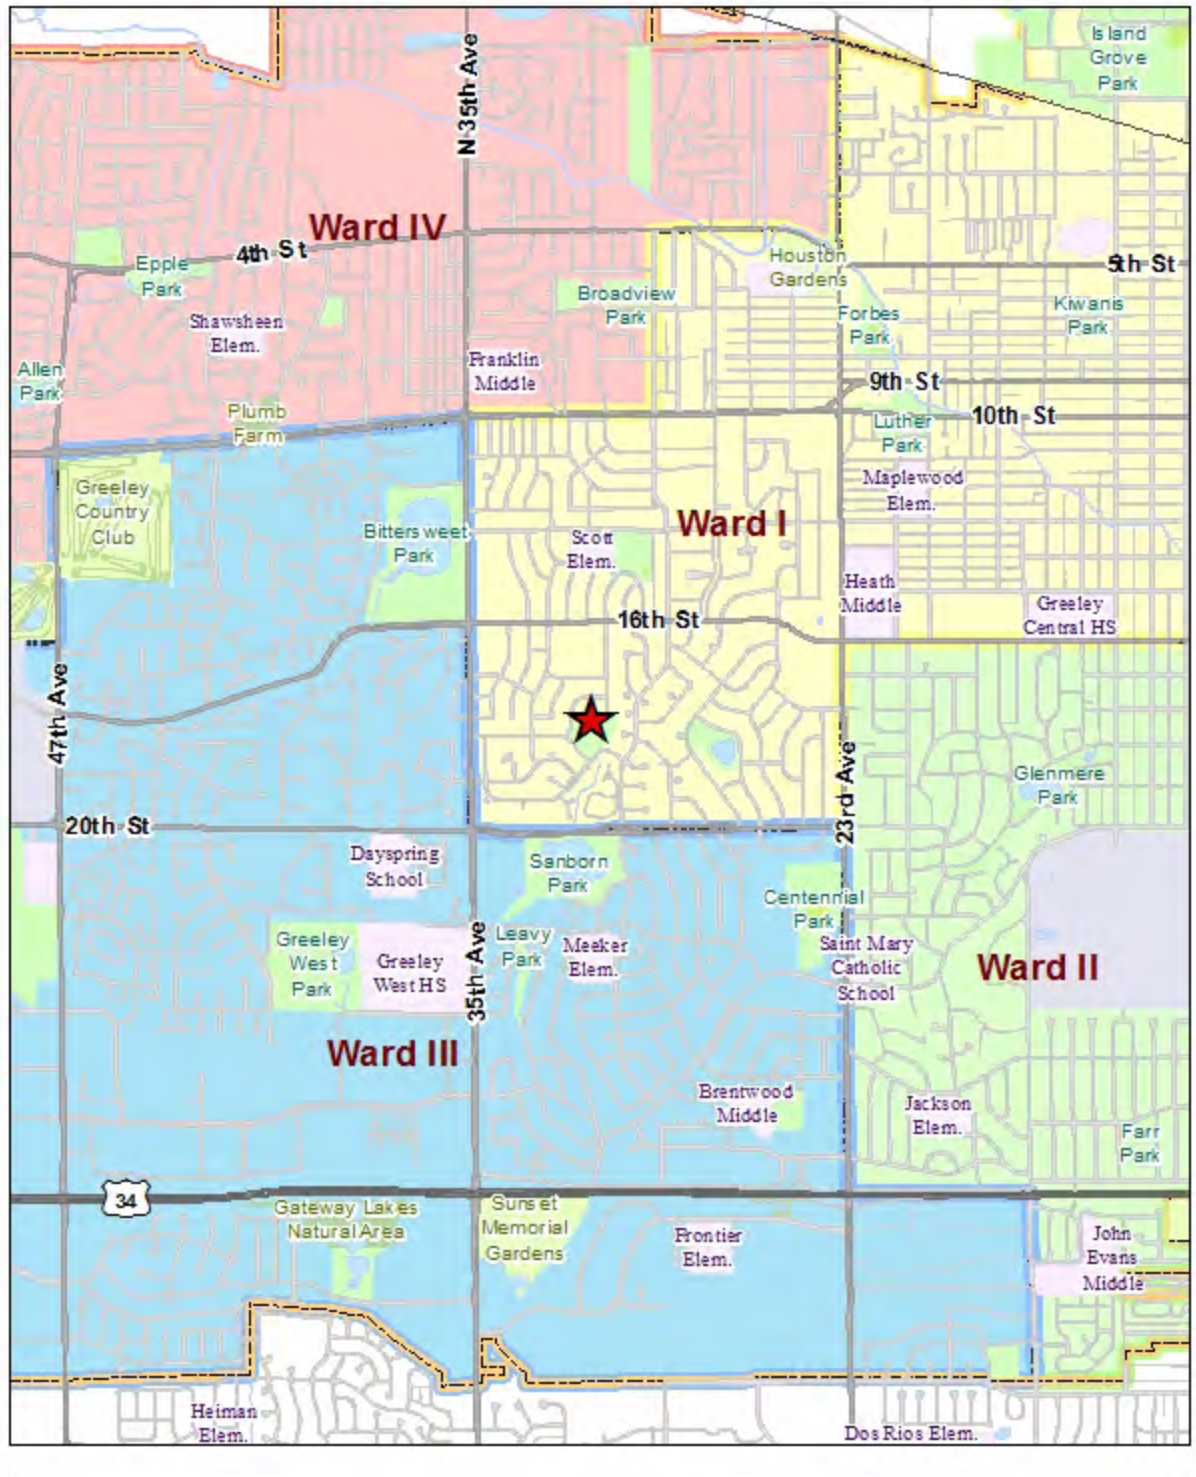 Island
Grove
Park
N 35th Ave
Ward IV
4th St
Epple
Park
Houston
Gardens
5th St
Broadview
Park
Forbes
Park
Kiwanis
Park
Shawsheen
Elem.
Allen
Park
Franklin
Middle
9th St
10th St
Plumb
Farm
Luther
Park
Maplewood
Elem.
Greeley
Country
Club
Bittersweet
Park
Scott
Elem.
Ward I
Heath
Middle
Greeley
Central HS
16th St
47th Ave
23rd Ave
Glenmere
Park
20th St
Dayspring
School
Sanborn
Park
Centennial
Park
Greeley
West
Park
Greeley
West HS
35th Ave
Leavy
Park
Meeker
Elem.
Saint Mary
Catholic
School
Ward II
Ward III
Brentwood
Middle
Jackson
Elem.
Farr
Park
34
Gateway Lakes
Natural Area
Sunset
Memorial
Gardens
Frontier
Elem.
John
Evans
Middle
Heiman
Elem.
Dos Rios Elem.